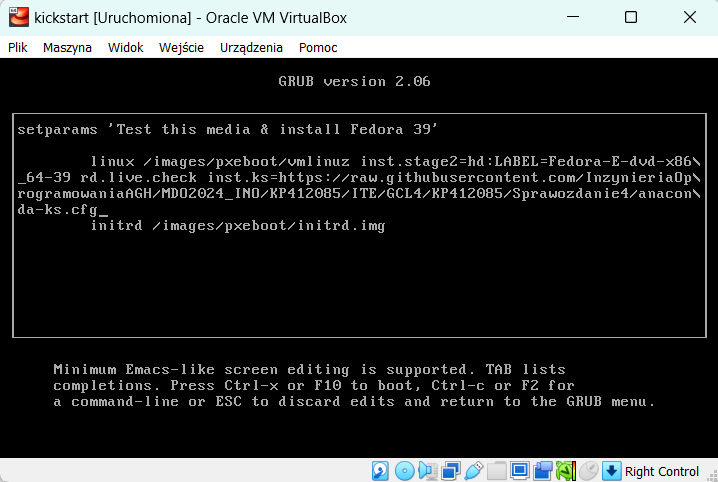 kickstart [Uruchomiona] - Oracle VM VirtualBox
Plik Maszyna Widok Wejście Urządzenia Pomoc
GRUB version 2.06
setparams 'Test this media & install Fedora 39'
linux /images/pxeboot/vmlinuz inst.stage2=hd:LABEL=Fedora-E-dvd-x86\
_64-39 rd.live.check inst.ks=https://raw.githubusercontent.com/InzynieriaOp\
rogramowaniaAGH/MDO2024_INO/KP412085/ITE/GCL4/KP412085/Sprawozdanie4/anacon\
da-ks.cfg_
initrd /images/pxeboot/initrd.img
Minimum Emacs-like screen editing is supported. TAB lists
completions. Press Ctrl-x or F10 to boot, Ctrl-c or F2 for
a command-line or ESC to discard edits and return to the GRUB menu.
Right Control